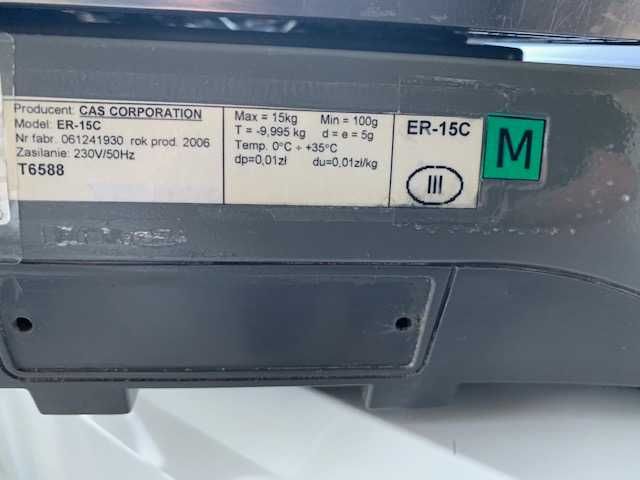 Producent: CAS CORPORATION
Model: ER-15C
Nr fabr. 061241930 rok prod. 2006
Zasilanie: 230V/50Hz
T6588
Max = 15kg Min = 100g
T = -9,995 kg d = e = 5g
Temp. 0°C ÷ +35°C
dp=0,01zł du=0,01zł/kg
ER-15C
III
M